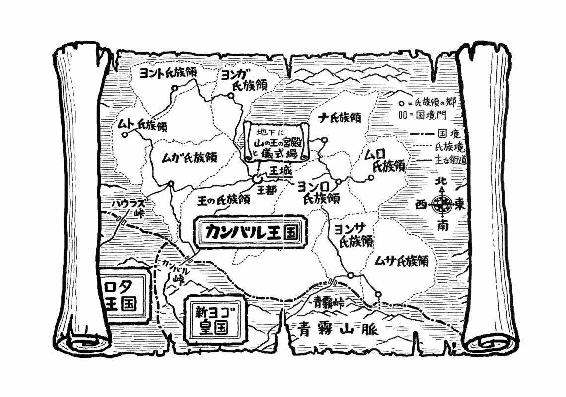 ヨント氏族領
ヨンガ
氏族領
ムト氏族領
ムガ氏族領
地下に
山の王の宮殿
と儀式場
王城
王都
ナ氏族領
ムロ
氏族領
ヨンロ
氏族領
王の氏族領
カンバル王国
ヨンサ
氏族領
ムサ氏族領
ハウラズ
峠
カンバル
峠
ロタ
王国
新ヨゴ
皇国
青霧峠
青霧山脈
=氏族領の郷
=国境門
国境
氏族境
主な街道
北
西
東
南